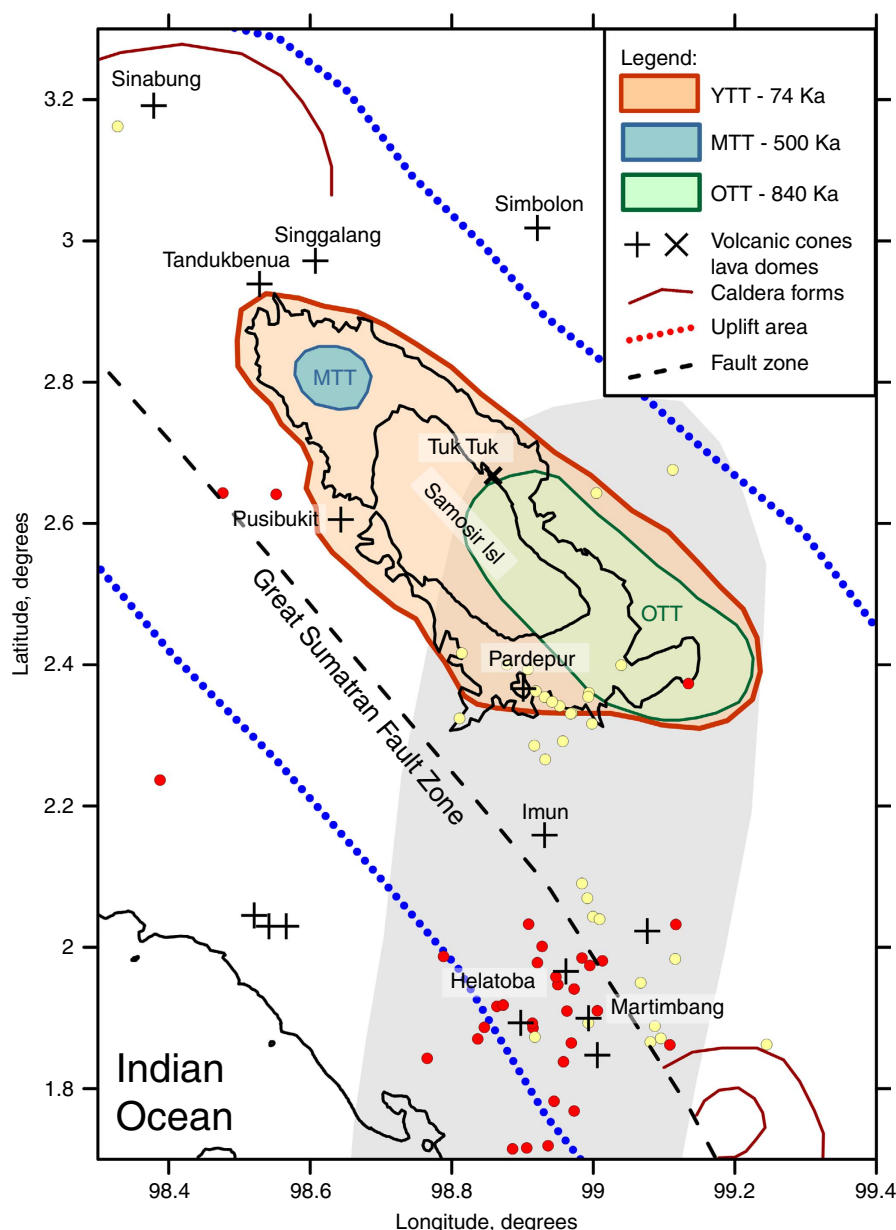 Sinabung
Legend:
YTT - 74 Ka
MTT - 500 Ka
OTT - 840 Ka
Volcanic cones
lava domes
Caldera forms
Uplift area
Fault zone
3.2
Simbolon
3
Singgalang
Tandukbenua
2.8
MTT
Tuk Tuk
Samosir Isl
2.6
Pusibukit
Great Sumatran Fault Zone
OTT
Latitude, degrees
2.4
Pardepur
2.2
Imun
2
Helatoba
Martimbang
1.8
Indian
Ocean
98.4
98.6
98.8
99
99.2
99.4
Longitude, degrees